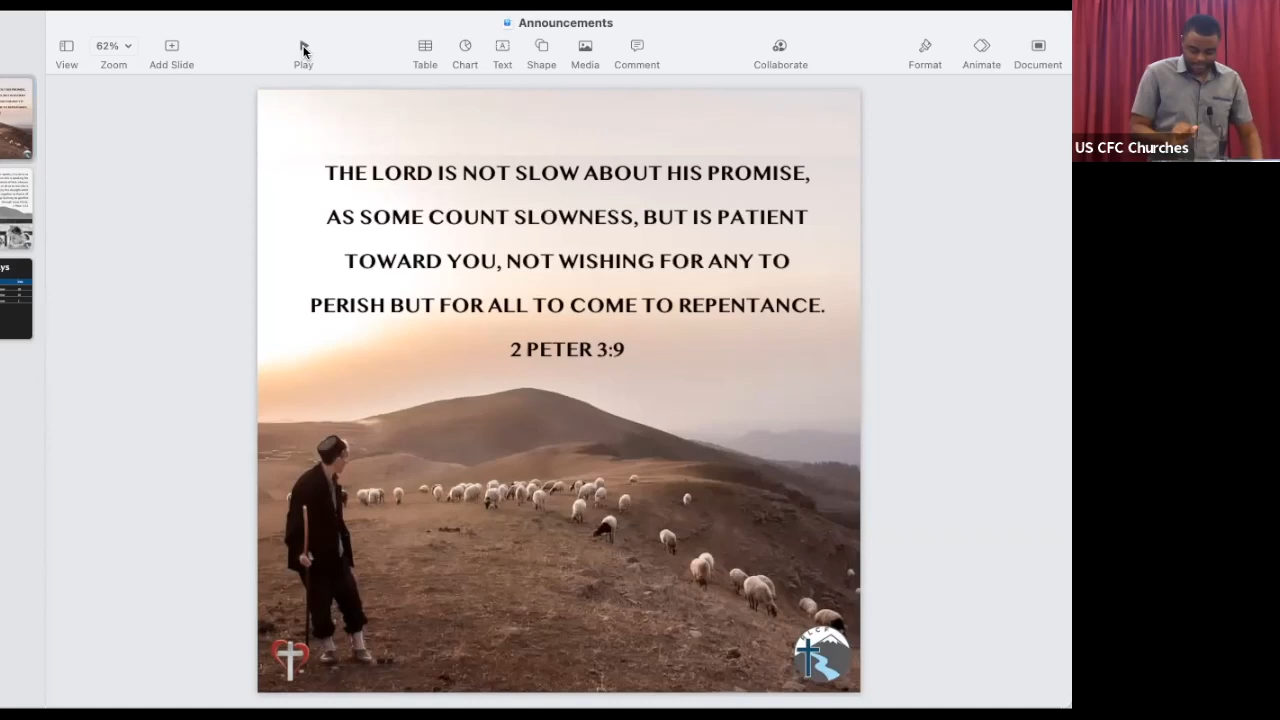 Announcements
62%
View
Zoom
Add Slide
Play
Table
Chart
Text
Shape
Media
Comment
Collaborate
Format
Animate
Document
US CFC Churches
THE LORD IS NOT SLOW ABOUT HIS PROMISE,
AS SOME COUNT SLOWNESS, BUT IS PATIENT
TOWARD YOU, NOT WISHING FOR ANY TO
PERISH BUT FOR ALL TO COME TO REPENTANCE.
2 PETER 3:9